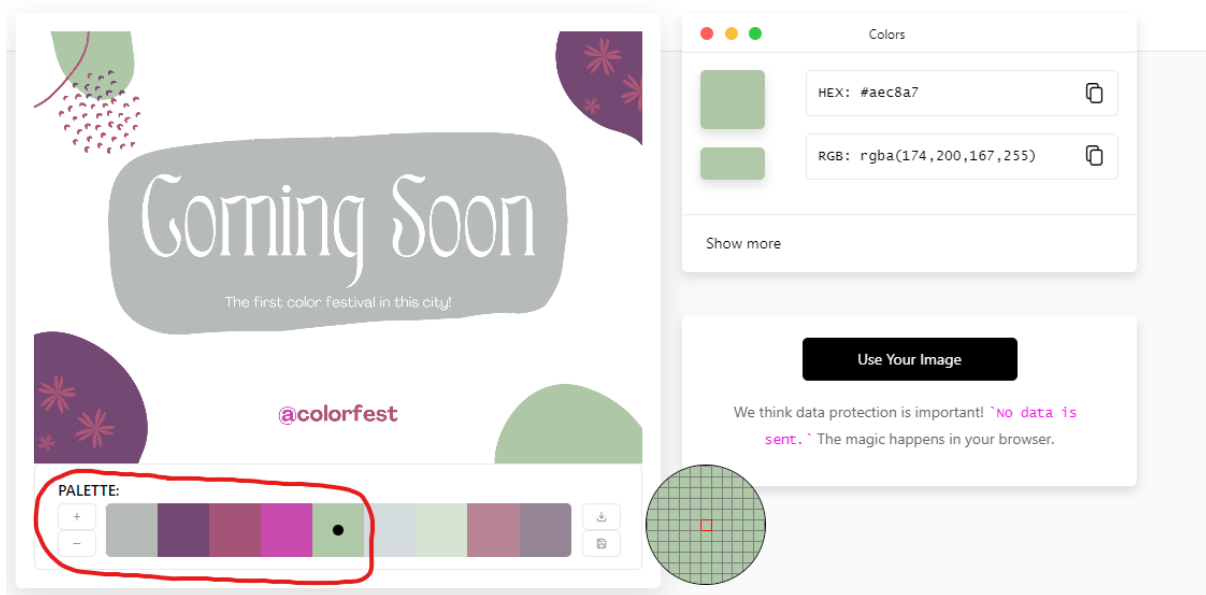 Coming Soon
The first color festival in this city!
@colorfest
PALETTE:
+
−
Colors
HEX: #aec8a7
RGB: rgba(174,200,167,255)
Show more
Use Your Image
We think data protection is important! `No data is
sent.` The magic happens in your browser.